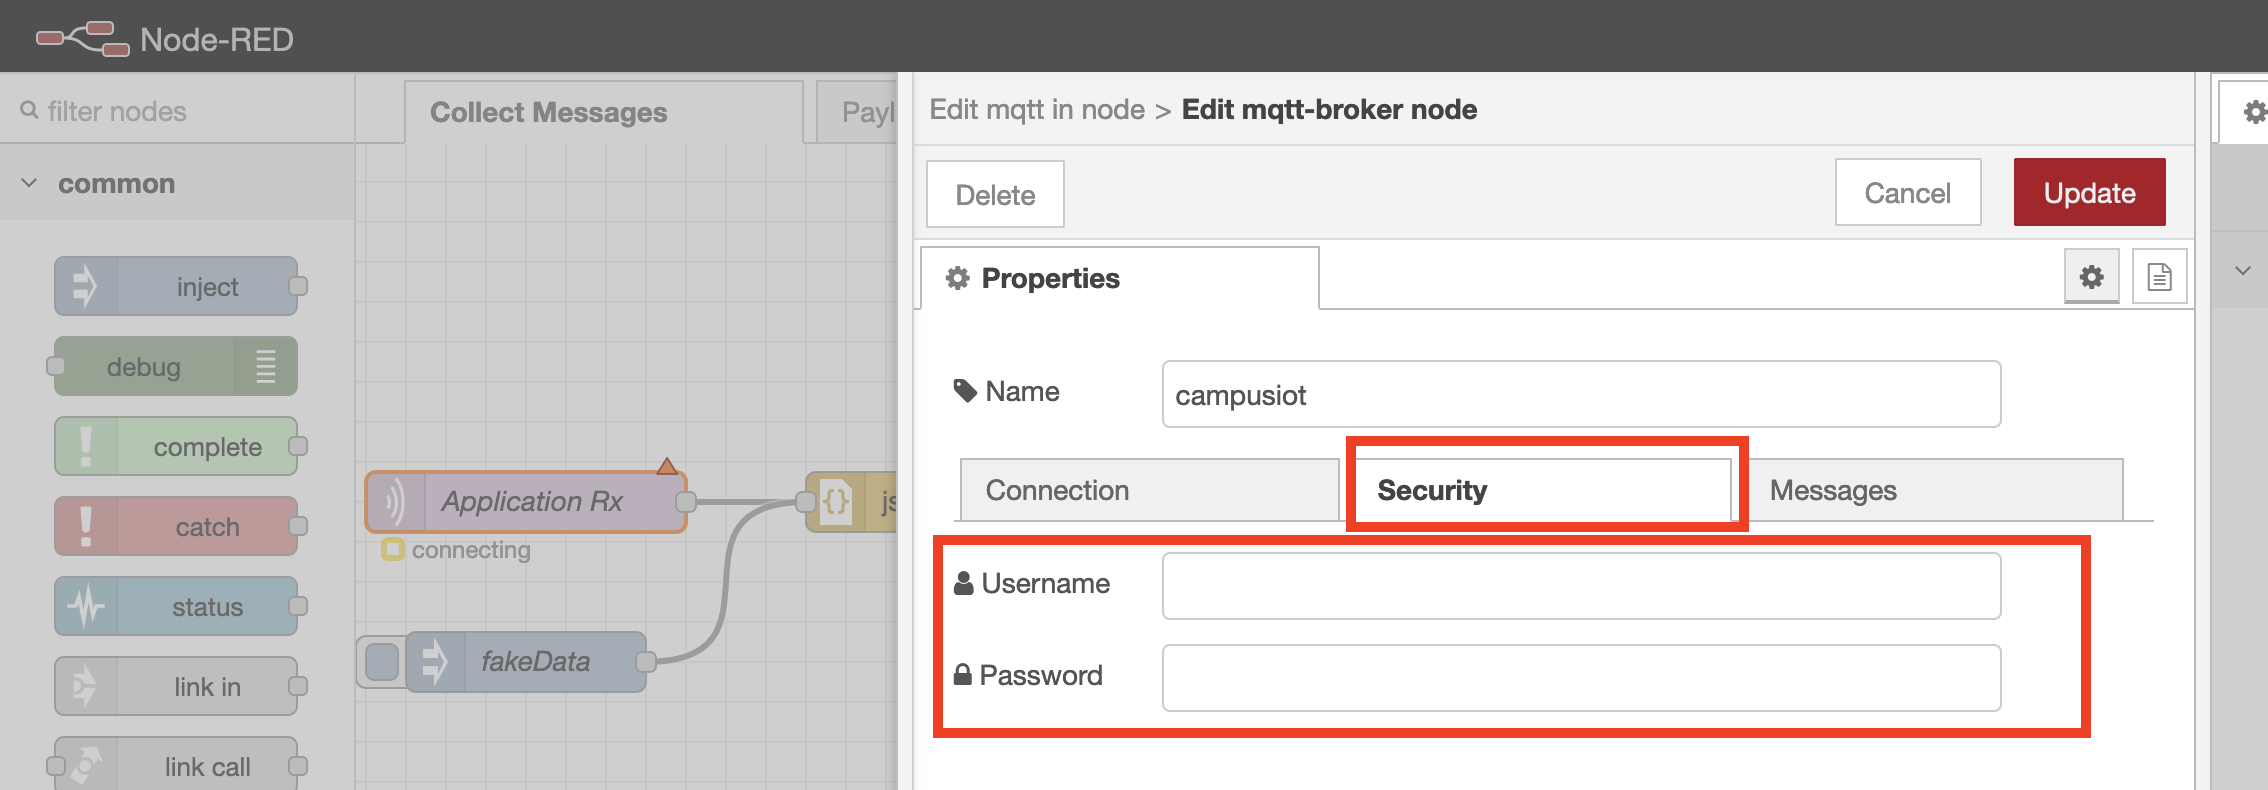 Node-RED
filter nodes
Collect Messages
Payl
Edit mqtt in node > Edit mqtt-broker node
common
Delete
Cancel
Update
Properties
inject
debug
complete
catch
status
link in
link call
Application Rx
connecting
js
fakeData
Name
campusiot
Connection
Security
Messages
Username
Password